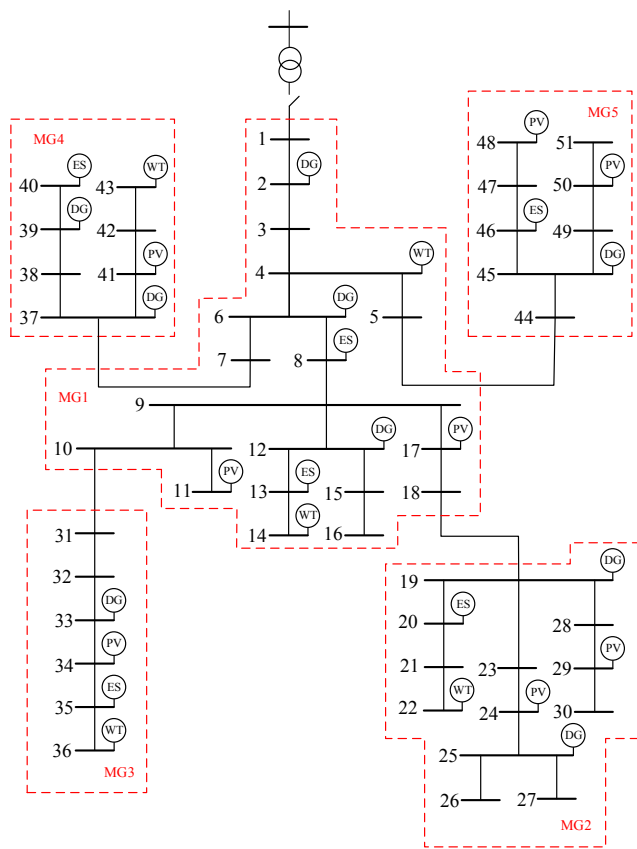 1
DG
2
3
WT
4
DG
6
5
ES
7
8
MG1
9
10
12
DG
PV
17
PV
11
ES
13
15
18
WT
14
16
MG4
ES
WT
40
43
DG
39
42
PV
38
41
DG
37
MG5
PV
48
51
PV
47
50
ES
46
49
DG
45
44
31
32
DG
33
PV
34
ES
35
WT
36
MG3
DG
19
ES
20
28
PV
21
23
29
WT
PV
22
24
30
DG
25
26
27
MG2